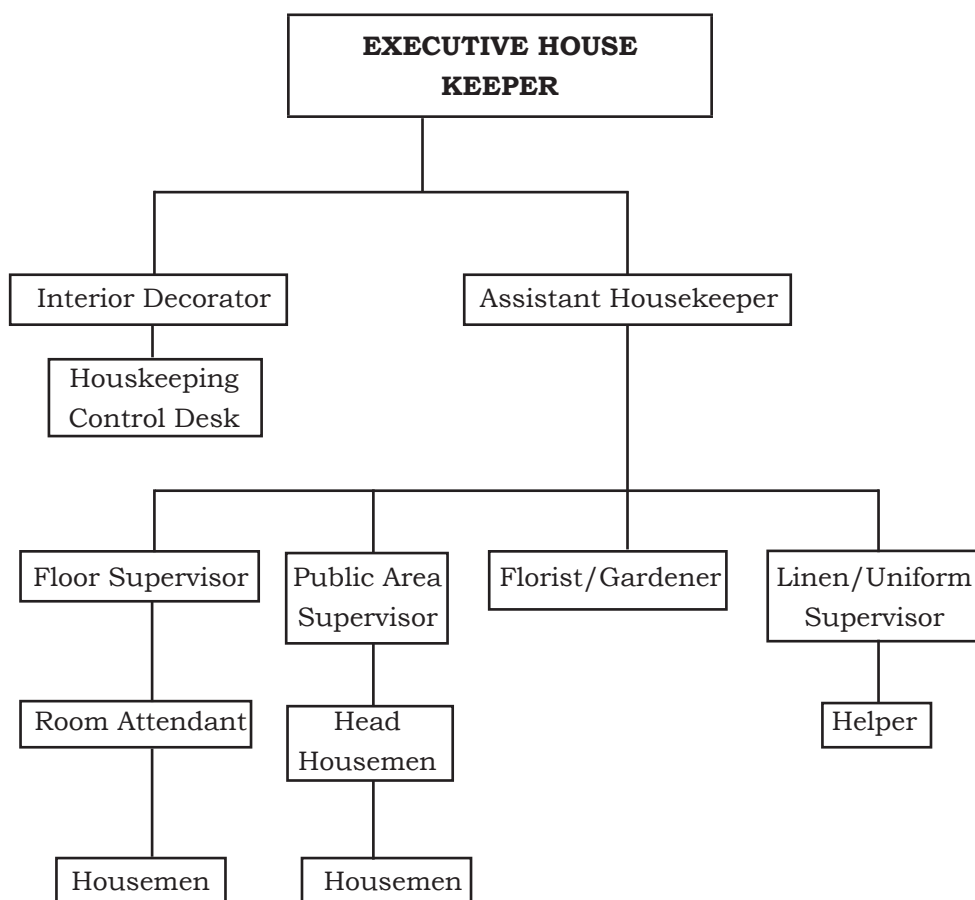 EXECUTIVE HOUSE
KEEPER
Interior Decorator
Assistant Housekeeper
Houskeeping
Control Desk
Floor Supervisor
Public Area
Supervisor
Florist/Gardener
Linen/Uniform
Supervisor
Room Attendant
Head
Housemen
Helper
Housemen
Housemen